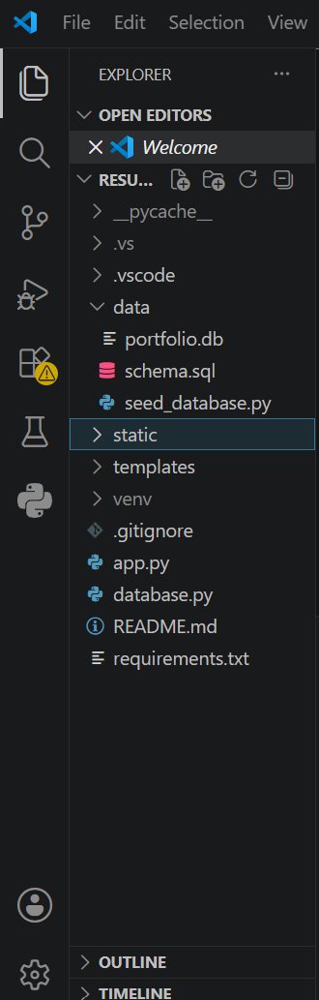 File Edit Selection View
EXPLORER
OPEN EDITORS
Welcome
RESU...
__pycache__
.vs
.vscode
data
portfolio.db
schema.sql
seed_database.py
static
templates
venv
.gitignore
app.py
database.py
README.md
requirements.txt
OUTLINE
TIMELINE